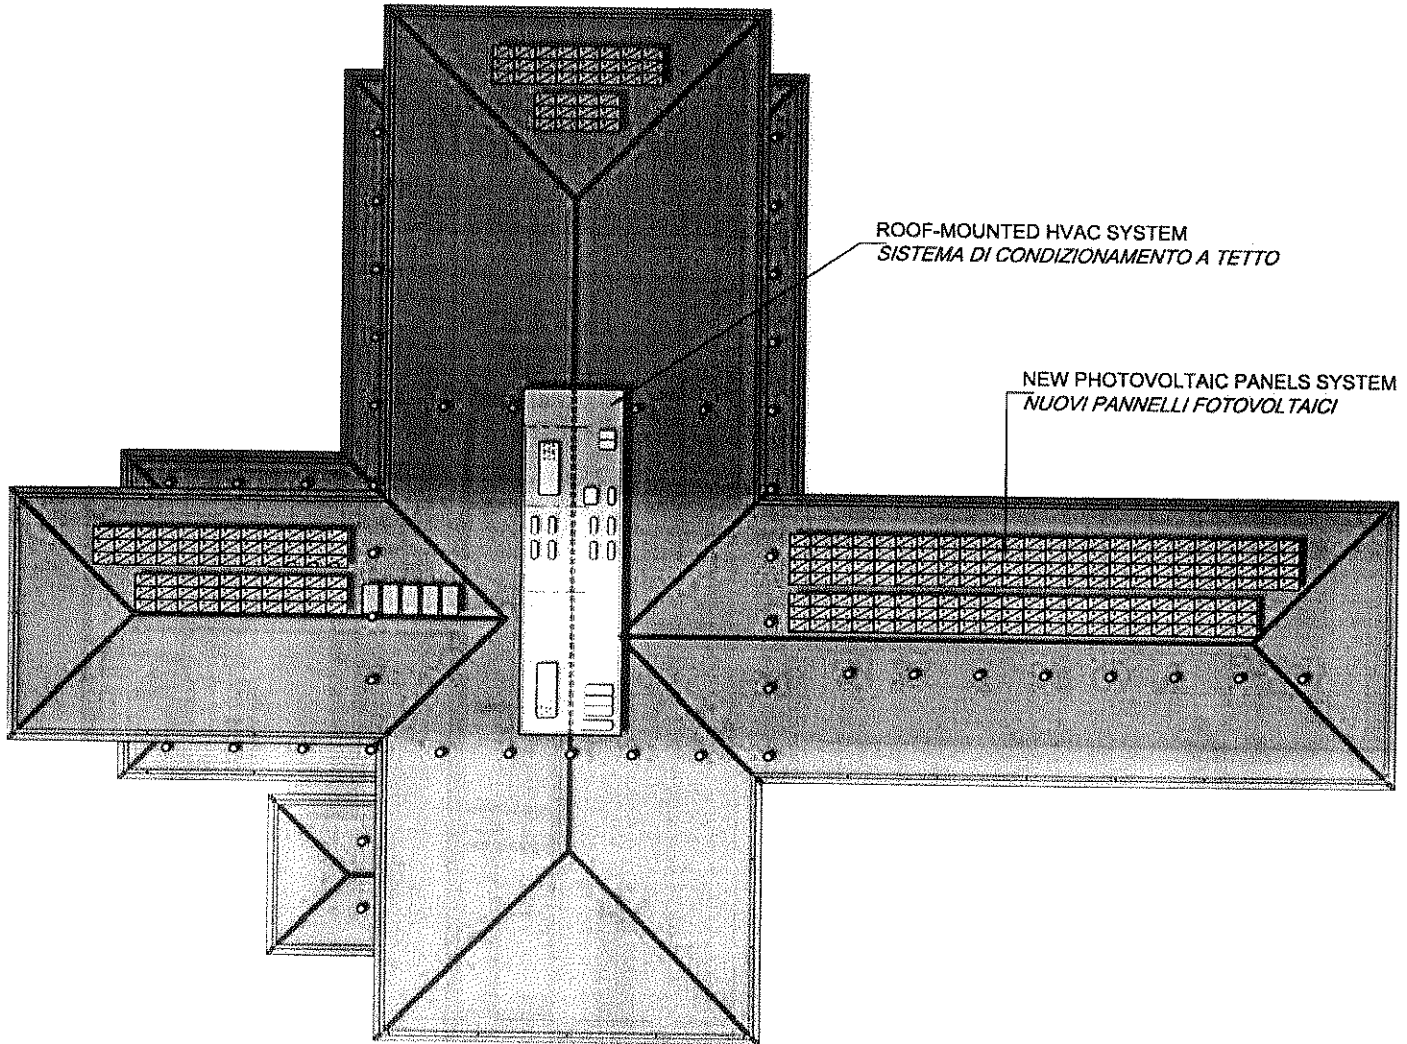 ROOF-MOUNTED HVAC SYSTEM
SISTEMA DI CONDIZIONAMENTO A TETTO
NEW PHOTOVOLTAIC PANELS SYSTEM
NUOVI PANNELLI FOTOVOLTAICI